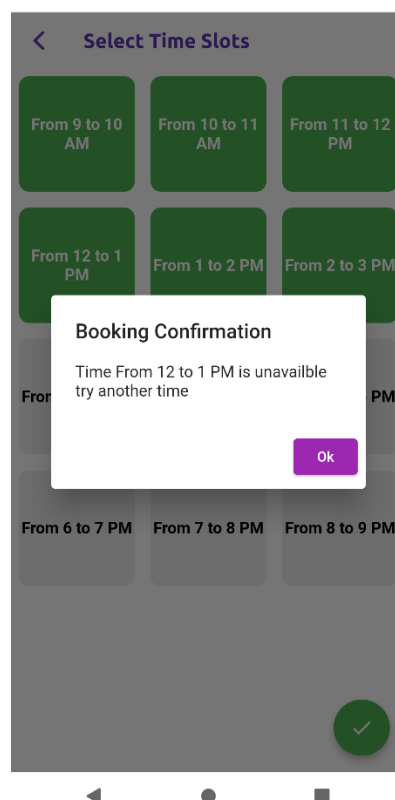 Select Time Slots
From 9 to 10
AM
From 10 to 11
AM
From 11 to 12
PM
From 12 to 1
PM
From 1 to 2 PM
From 2 to 3 PM
Booking Confirmation
Time From 12 to 1 PM is unavailble
try another time
PM
Ok
From 6 to 7 PM
From 7 to 8 PM
From 8 to 9 PM